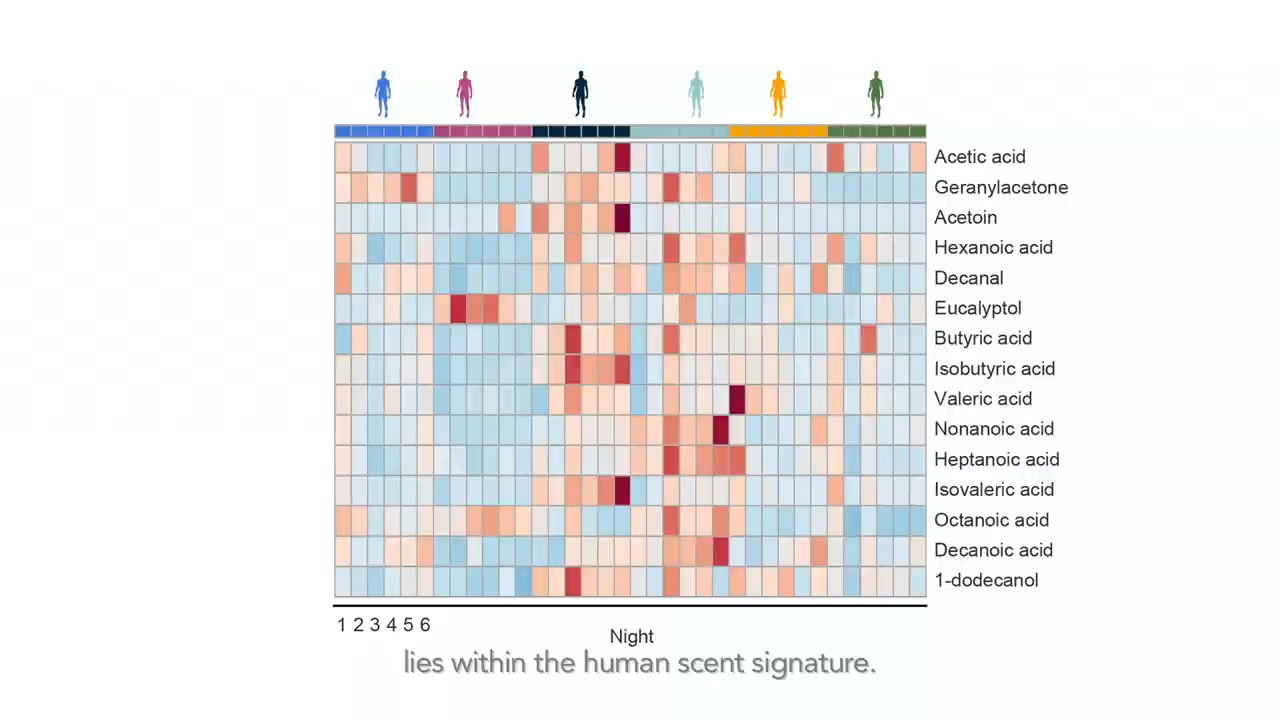 Acetic acid
Geranylacetone
Acetoin
Hexanoic acid
Decanal
Eucalyptol
Butyric acid
Isobutyric acid
Valeric acid
Nonanoic acid
Heptanoic acid
Isovaleric acid
Octanoic acid
Decanoic acid
1-dodecanol
1 2 3 4 5 6
Night
lies within the human scent signature.